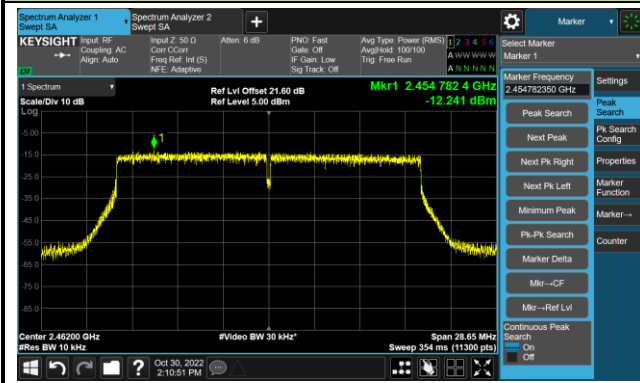 Spectrum Analyzer 1
Swept SA
Spectrum Analyzer 2
Swept SA
+
Marker
KEYSIGHT
Input: RF
Coupling: AC
Align: Auto
Input Z: 50 Ω
Corr CCorr
Freq Ref: Int (S)
NFE: Adaptive
Atten: 6 dB
PNO: Fast
Gate: Off
IF Gain: Low
Sig Track: Off
Avg Type: Power (RMS)
Avg|Hold: 100/100
Trig: Free Run
1 2 3 4 5 6
A W W W W W
A N N N N N
LV
Select Marker
Marker 1
1 Spectrum
Scale/Div 10 dB
Log
Ref Lvl Offset 21.60 dB
Ref Level 5.00 dBm
Mkr1 2.454 782 4 GHz
-12.241 dBm
-5.00
-15.0
-25.0
-35.0
-45.0
-55.0
-65.0
-75.0
-85.0
1
Center 2.46200 GHz
#Res BW 10 kHz
#Video BW 30 kHz*
Span 28.65 MHz
Sweep 354 ms (11300 pts)
Marker Frequency
2.454782350 GHz
Peak Search
Next Peak
Next Pk Right
Next Pk Left
Minimum Peak
Pk-Pk Search
Marker Delta
Mkr→CF
Mkr→Ref Lvl
Continuous Peak
Search
On
Off
Settings
Peak
Search
Pk Search
Config
Properties
Marker
Function
Marker→
Counter
?
Oct 30, 2022
2:10:51 PM